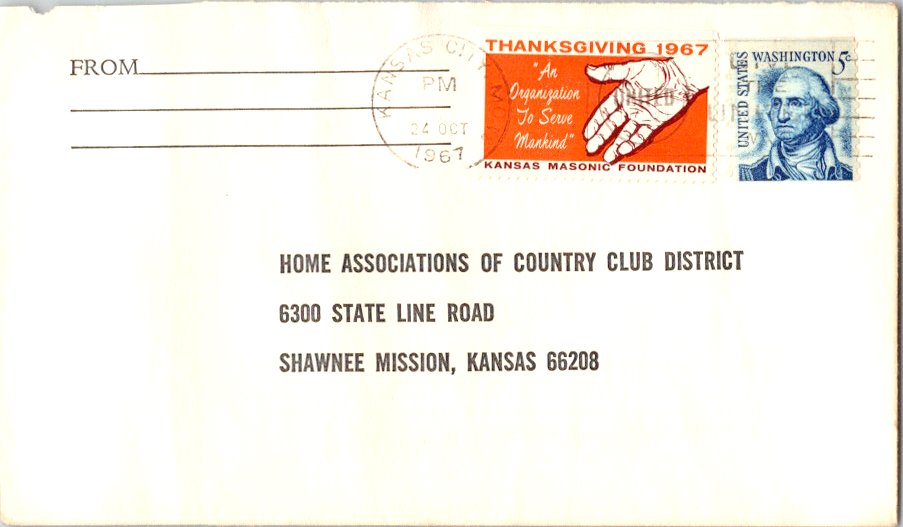 FROM
KANSAS CITY
PM
24 OCT
1967
THANKSGIVING 1967
"An
Organization
To Serve
Mankind"
KANSAS MASONIC FOUNDATION
UNITED STATES
WASHINGTON 5c
UNITED
HOME ASSOCIATIONS OF COUNTRY CLUB DISTRICT
6300 STATE LINE ROAD
SHAWNEE MISSION, KANSAS 66208